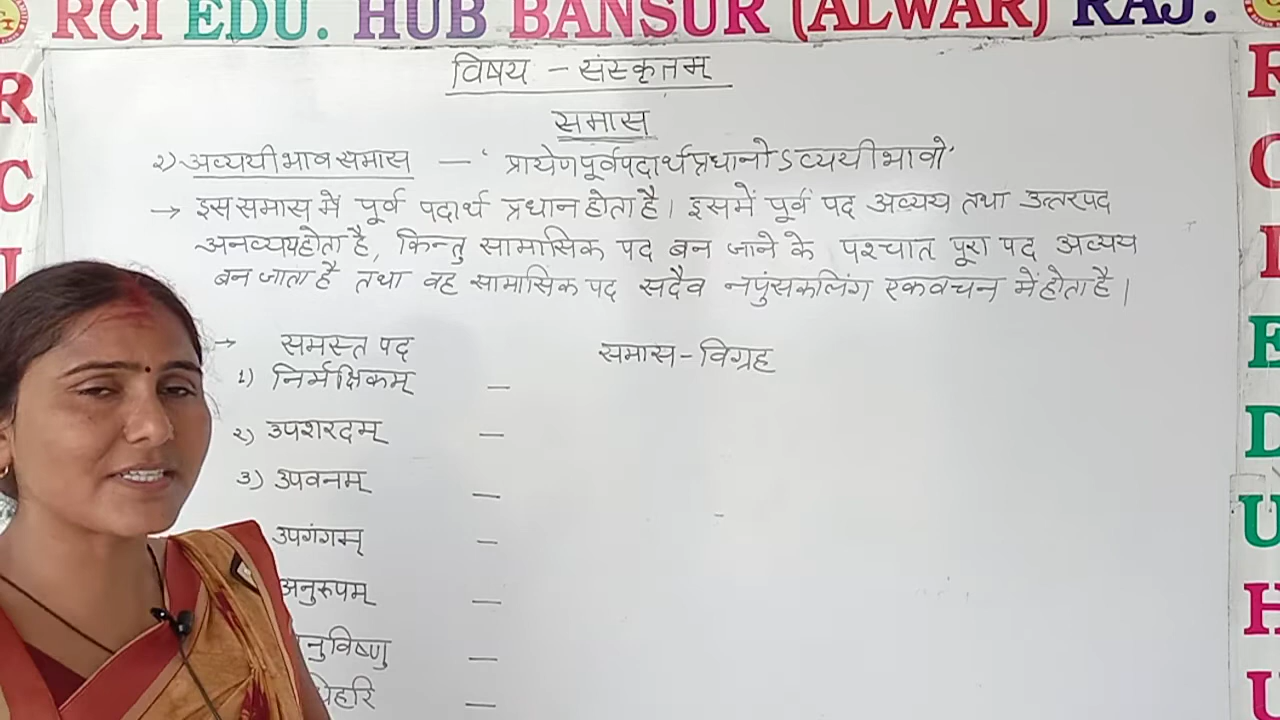 RCI EDU. HUB BANSUR (ALWAR) RAJ.
विषय – संस्कृतम्
समास
२) अव्ययीभाव समास — ' प्रायेणपूर्वपदार्थप्रधानोऽव्ययीभावो'
→ इस समास में पूर्व पदार्थ प्रधान होता है। इसमें पूर्व पद अव्यय तथा उत्तरपद
अनव्ययहोता है, किन्तु सामासिक पद बन जाने के पश्चात पूरा पद अव्यय
बन जाता है तथा वह सामासिक पद सदैव नपुंसकलिंग एकवचन में होता है।
→ समस्त पद समास - विग्रह
1) निर्मक्षिकम् —
२) उपशरदम् —
3) उपवनम् —
उपगंगम् —
अनुरुपम् —
नुविष्णु —
हरि —
R
C
I
R
C
I
E
D
U
H
U